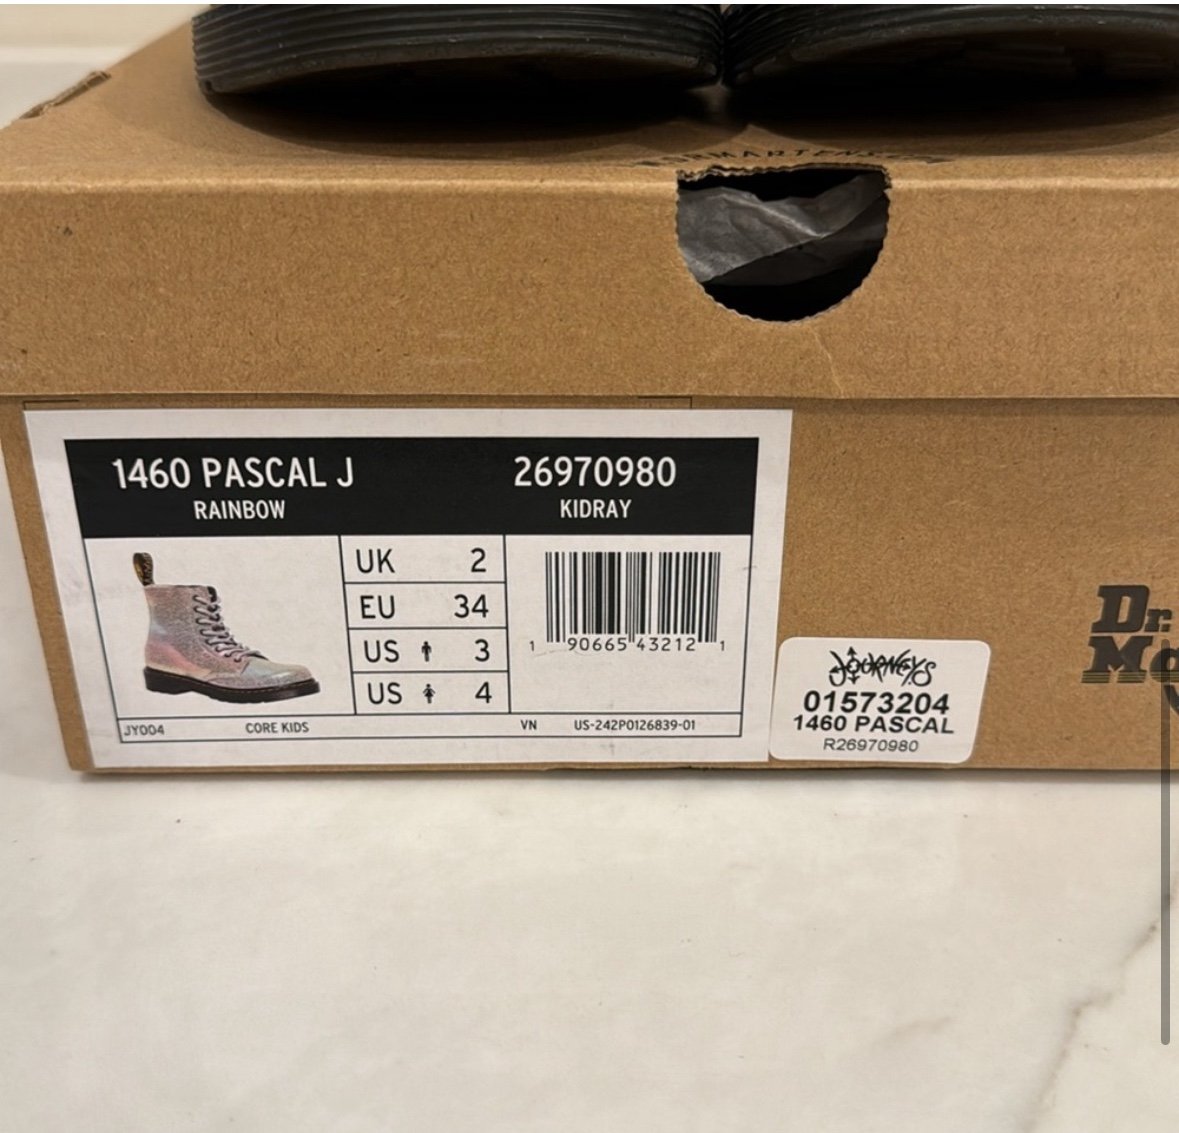 1460 PASCAL J
RAINBOW
26970980
KIDRAY
UK 2
EU 34
US 3
US 4
1 90665 43212 1
JY004
CORE KIDS
VN
US-242P0126839-01
JOURNEYS
01573204
1460 PASCAL
R26970980
Dr.